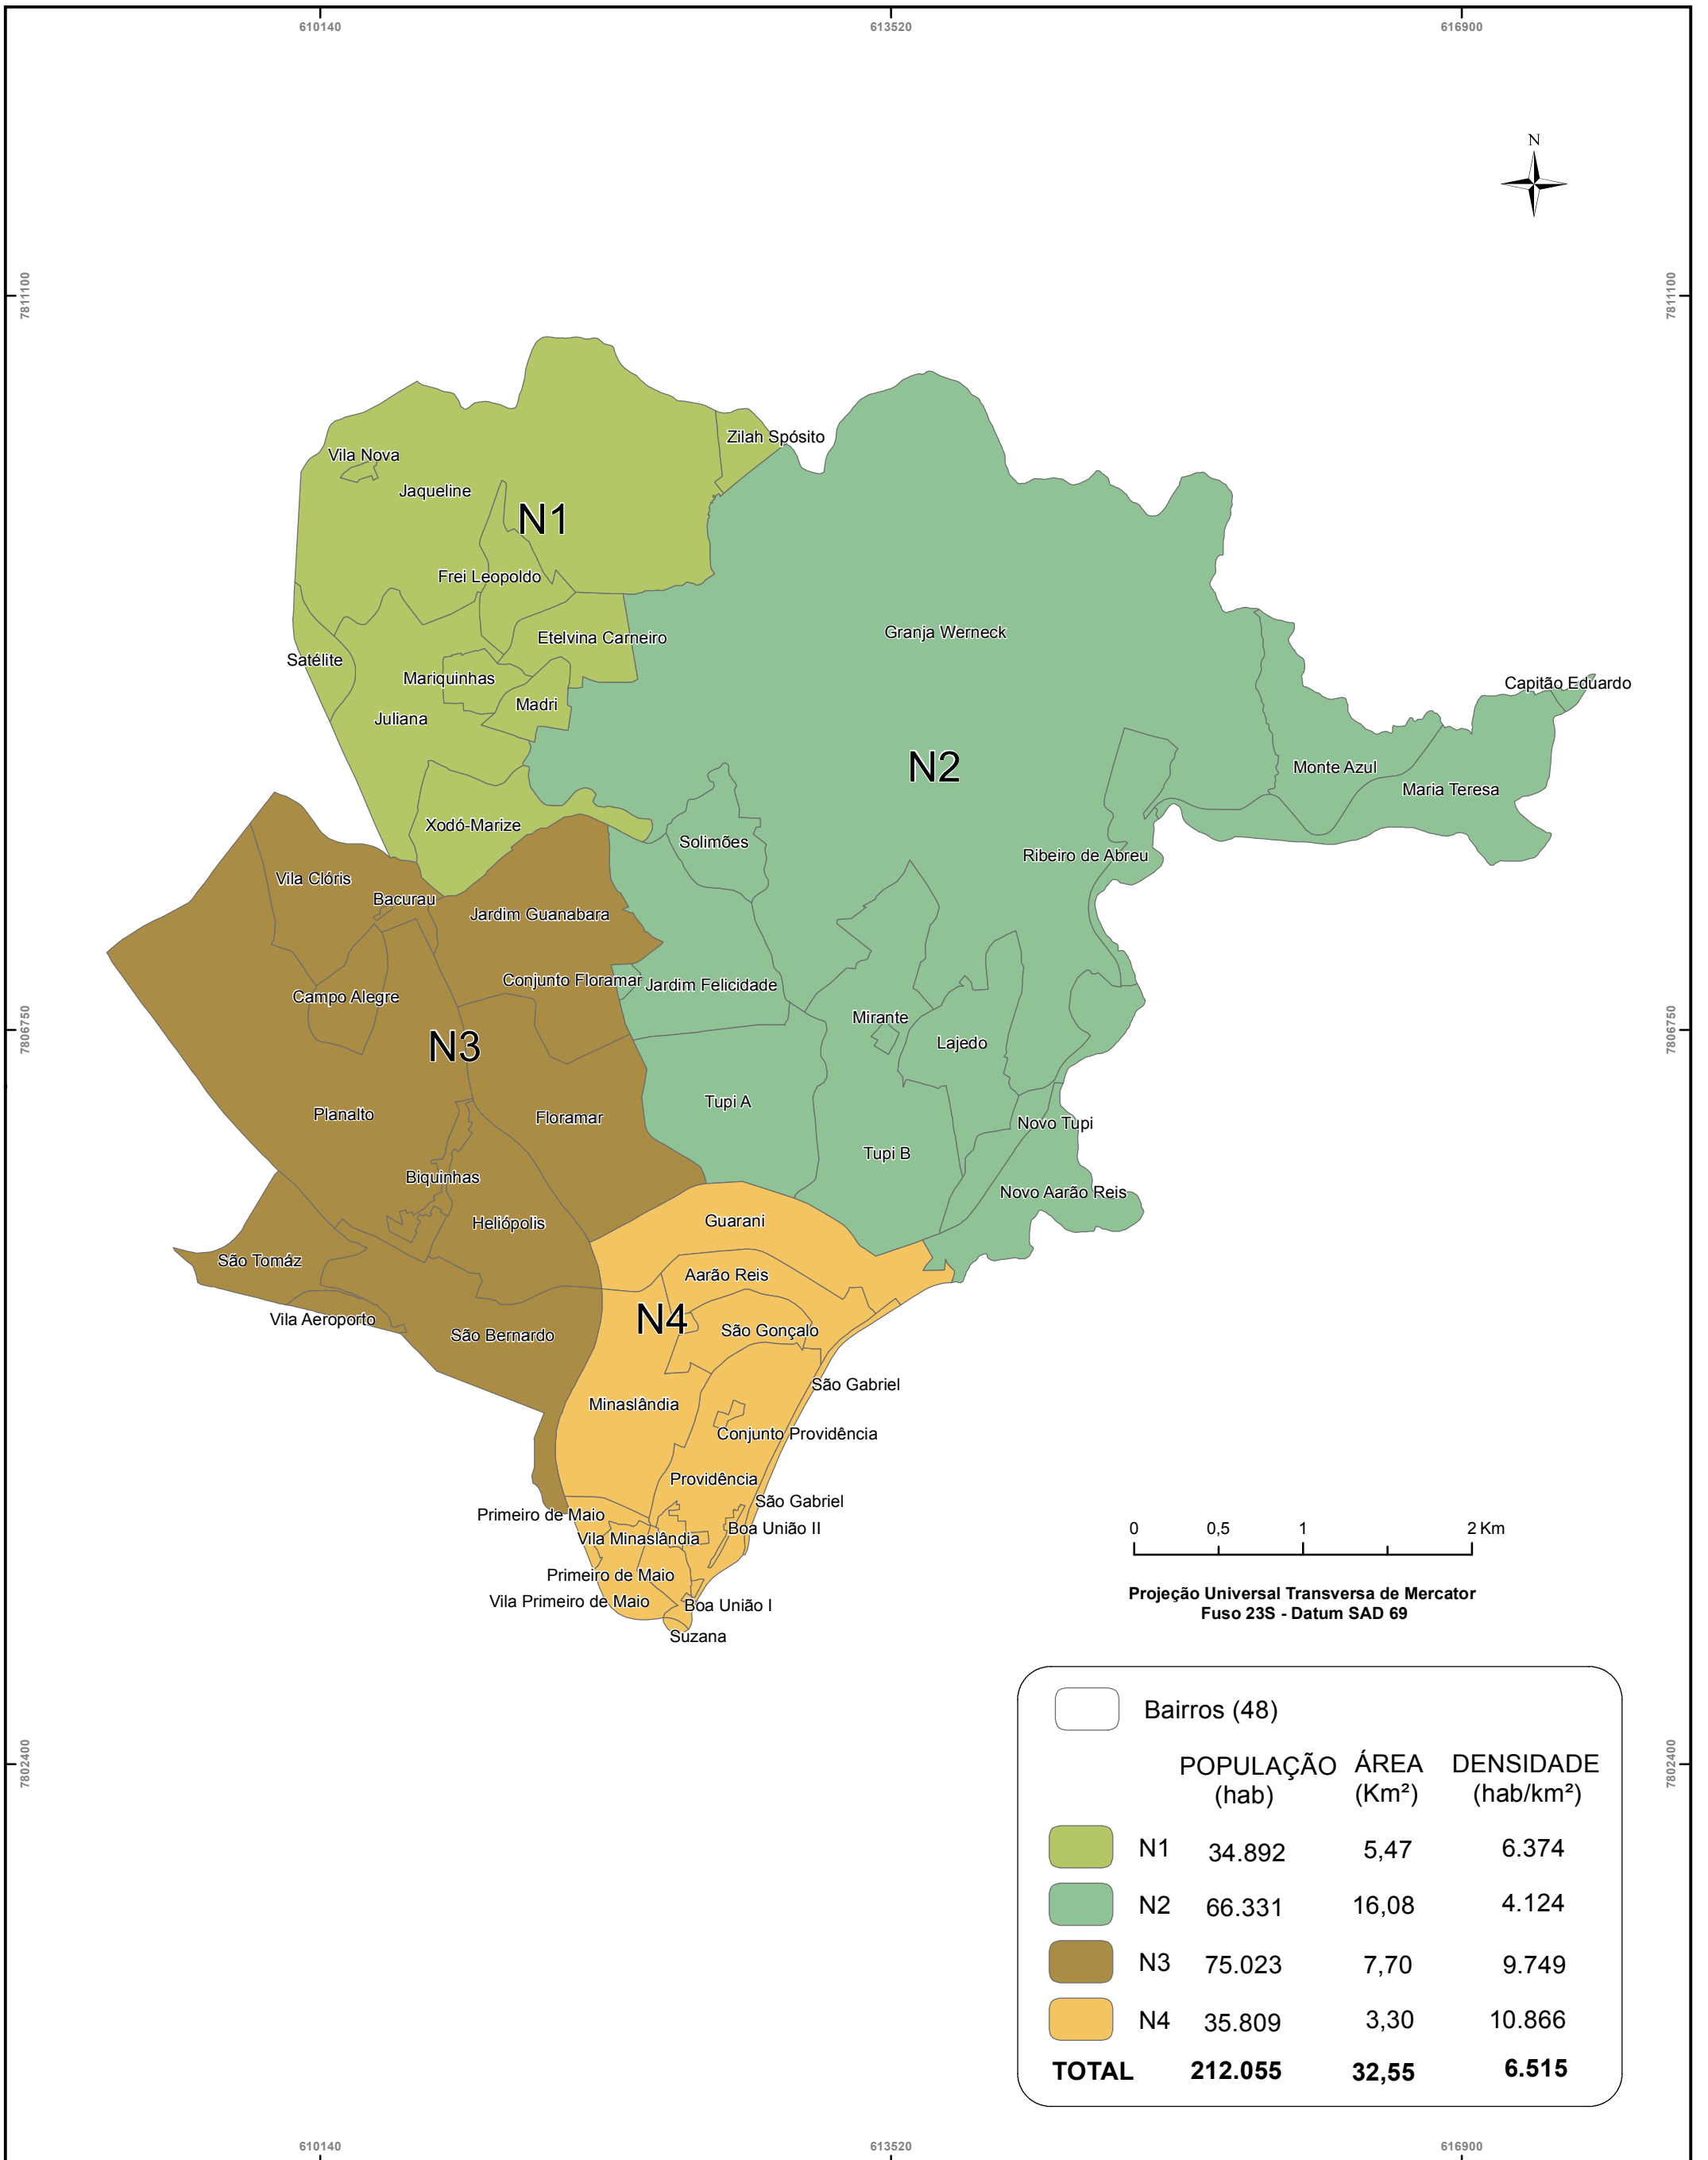 610140
613520
616900
N
7811100
7811100
Zilah Spósito
Vila Nova
Jaqueline
N1
Frei Leopoldo
Granja Werneck
Etelvina Carneiro
Satélite
Mariquinhas
Capitão Eduardo
Madri
Juliana
N2
Monte Azul
Maria Teresa
Xodó-Marize
Solimões
Ribeiro de Abreu
Vila Clóris
Bacurau
Jardim Guanabara
Conjunto Floramar
Jardim Felicidade
Campo Alegre
Mirante
7806750
7806750
Lajedo
N3
Tupi A
Planalto
Floramar
Novo Tupi
Tupi B
Biquinhas
Novo Aarão Reis
Guarani
Heliópolis
São Tomáz
Aarão Reis
Vila Aeroporto
N4
São Gonçalo
São Bernardo
São Gabriel
Minaslândia
Conjunto Providência
Providência
São Gabriel
Primeiro de Maio
Boa União II
Vila Minaslândia
Primeiro de Maio
Vila Primeiro de Maio
Boa União I
Suzana
0 0,5 1 2 Km
Projeção Universal Transversa de Mercator
Fuso 23S - Datum SAD 69
Bairros (48)
7802400
7802400
POPULAÇÃO ÁREA DENSIDADE
(hab) (Km²) (hab/km²)
N1 34.892 5,47 6.374
N2 66.331 16,08 4.124
N3 75.023 7,70 9.749
N4 35.809 3,30 10.866
TOTAL 212.055 32,55 6.515
610140
613520
616900